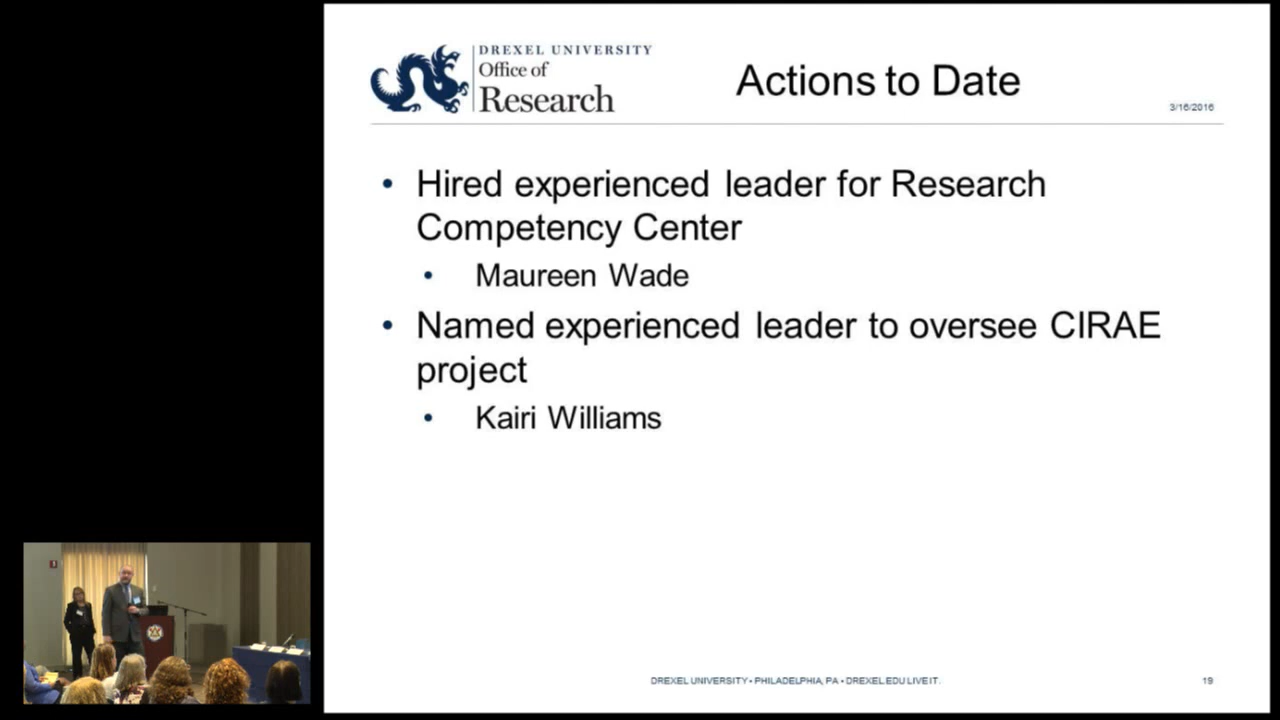 DREXEL UNIVERSITY
Office of
Research
Actions to Date
3/16/2016
• Hired experienced leader for Research
Competency Center
• Maureen Wade
• Named experienced leader to oversee CIRAE
project
• Kairi Williams
DREXEL UNIVERSITY • PHILADELPHIA, PA • DREXEL.EDU LIVE IT.
19